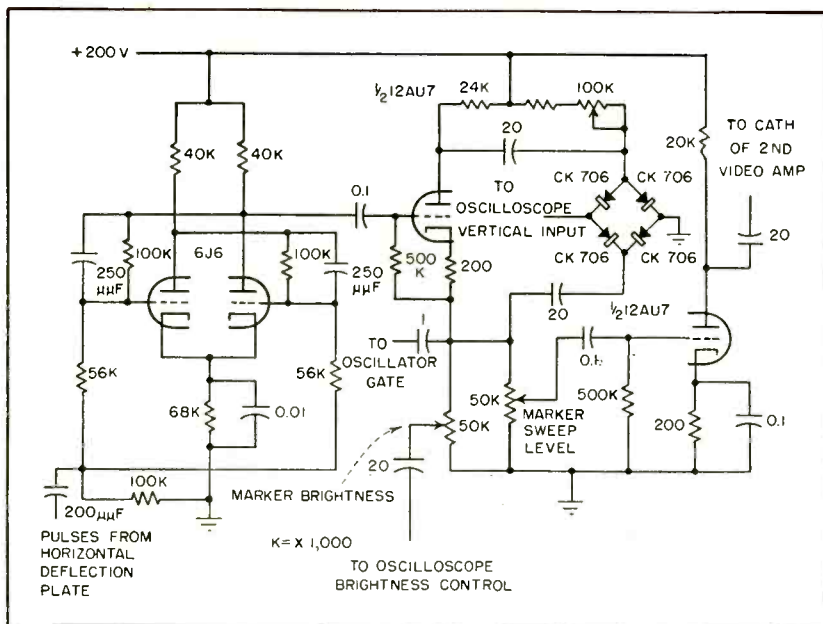 +200 V
½12AU7
24K
100K
20
40K
40K
20K
TO CATH
OF 2ND
VIDEO AMP
0.1
TO
OSCILLOSCOPE
VERTICAL INPUT
CK 706
CK 706
CK 706
CK 706
20
100K
6J6
100K
250
μμF
250
μμF
500
K
200
20
½12AU7
1
TO
OSCILLATOR
GATE
0.1
56K
56K
68K
0.01
50K
50K
MARKER
SWEEP
LEVEL
500K
200
0.1
100K
MARKER BRIGHTNESS
20
200μμF
PULSES FROM
HORIZONTAL
DEFLECTION
PLATE
K = X 1,000
TO OSCILLOSCOPE
BRIGHTNESS CONTROL